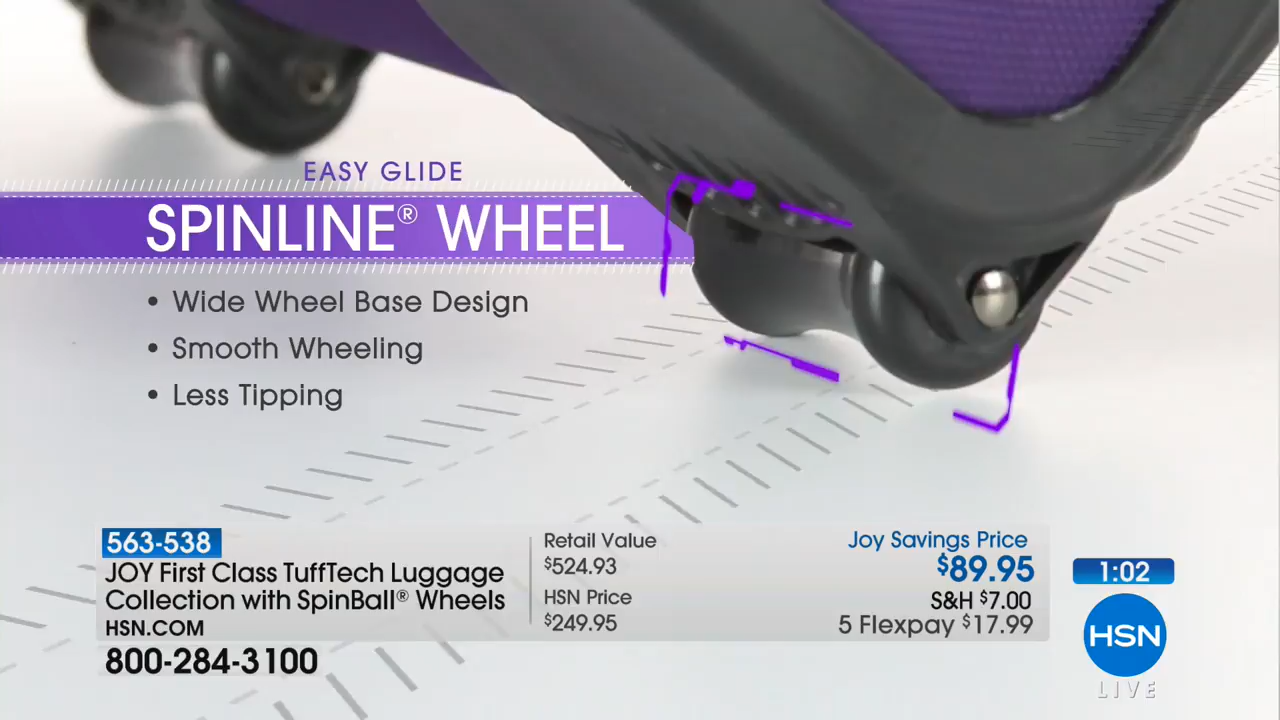 EASY GLIDE
SPINLINE® WHEEL
• Wide Wheel Base Design
• Smooth Wheeling
• Less Tipping
563-538
JOY First Class TuffTech Luggage
Collection with SpinBall® Wheels
HSN.COM
800-284-3100
Retail Value
$524.93
HSN Price
$249.95
Joy Savings Price
$89.95
S&H $7.00
5 Flexpay $17.99
1:02
HSN
LIVE